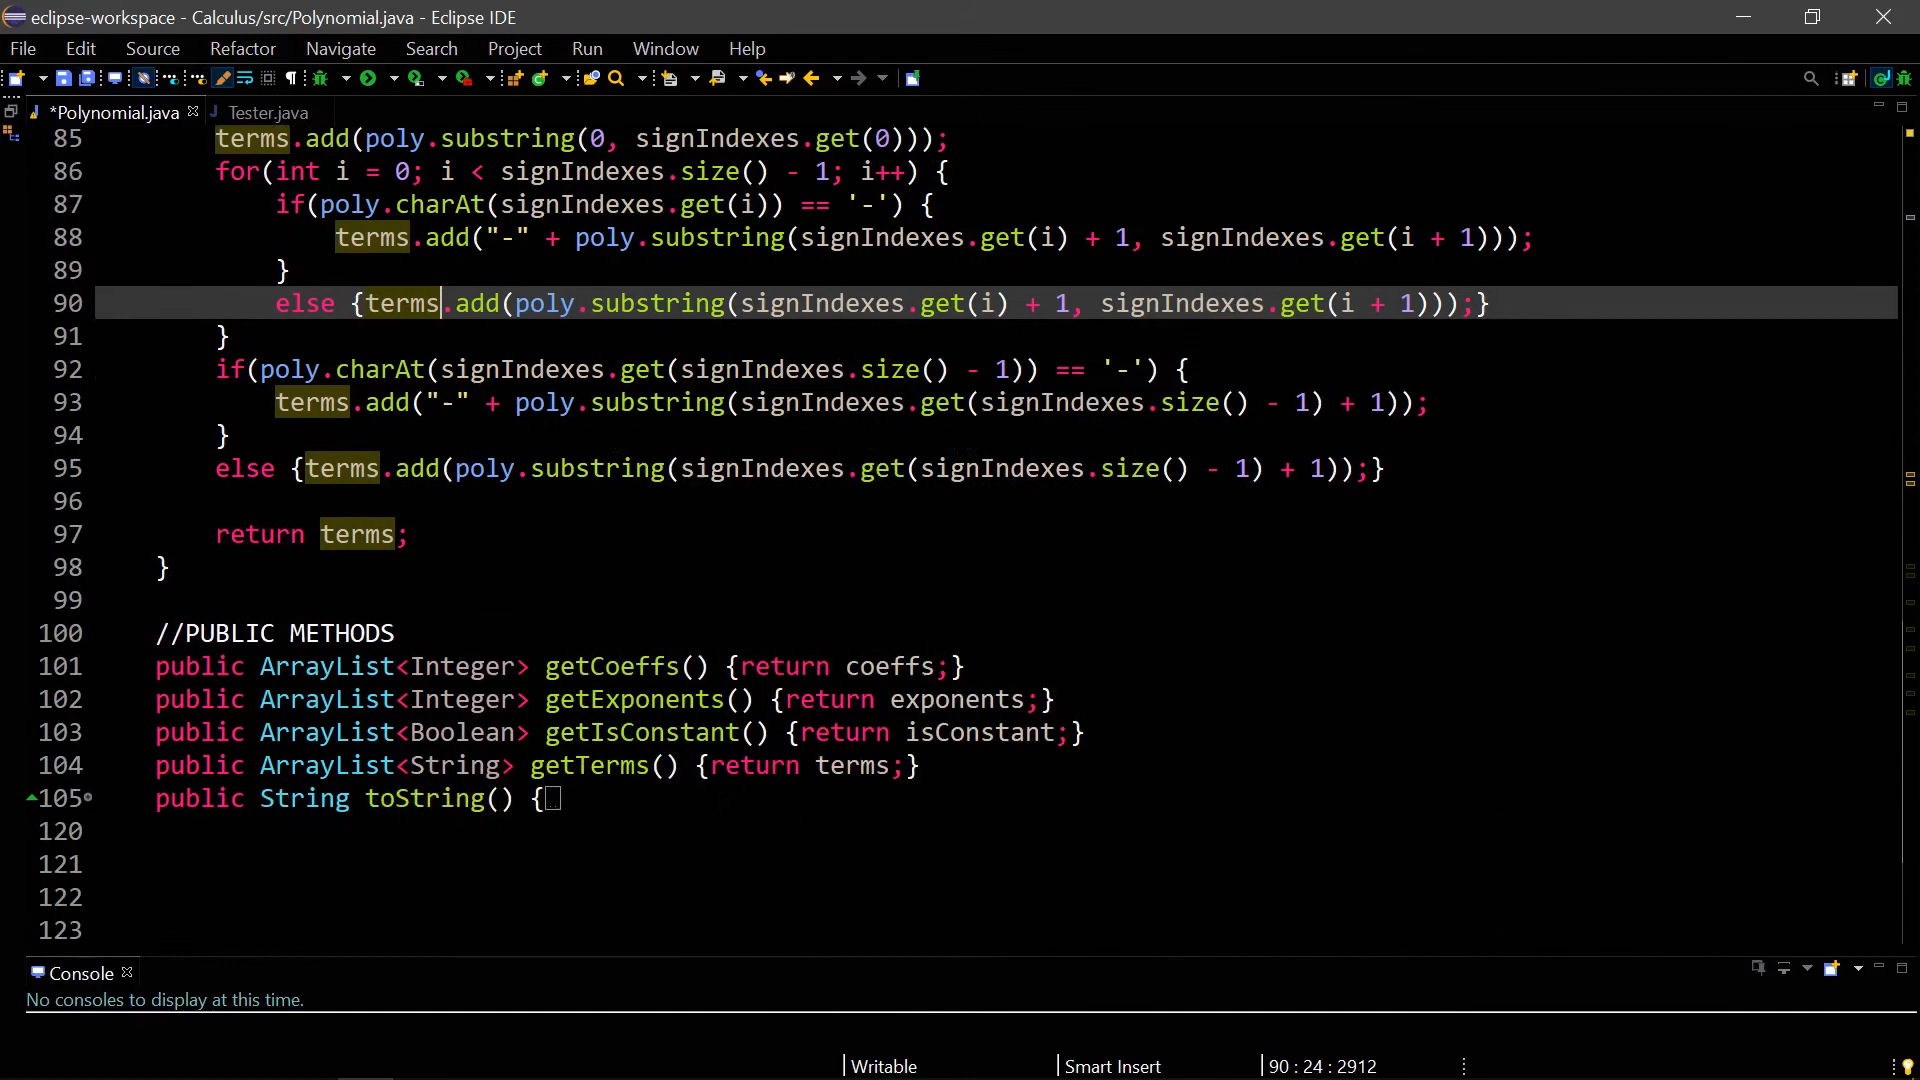 eclipse-workspace - Calculus/src/Polynomial.java - Eclipse IDE
File Edit Source Refactor Navigate Search Project Run Window Help
*Polynomial.java Tester.java
85 terms.add(poly.substring(0, signIndexes.get(0)));
86 for(int i = 0; i < signIndexes.size() - 1; i++) {
87 if(poly.charAt(signIndexes.get(i)) == '-') {
88 terms.add("-" + poly.substring(signIndexes.get(i) + 1, signIndexes.get(i + 1)));
89 }
90 else {terms.add(poly.substring(signIndexes.get(i) + 1, signIndexes.get(i + 1)));}
91 }
92 if(poly.charAt(signIndexes.get(signIndexes.size() - 1)) == '-') {
93 terms.add("-" + poly.substring(signIndexes.get(signIndexes.size() - 1) + 1));
94 }
95 else {terms.add(poly.substring(signIndexes.get(signIndexes.size() - 1) + 1));}
96
97 return terms;
98 }
99
100 //PUBLIC METHODS
101 public ArrayList<Integer> getCoeffs() {return coeffs;}
102 public ArrayList<Integer> getExponents() {return exponents;}
103 public ArrayList<Boolean> getIsConstant() {return isConstant;}
104 public ArrayList<String> getTerms() {return terms;}
105 public String toString() {
120
121
122
123
Console
No consoles to display at this time.
Writable Smart Insert 90 : 24 : 2912